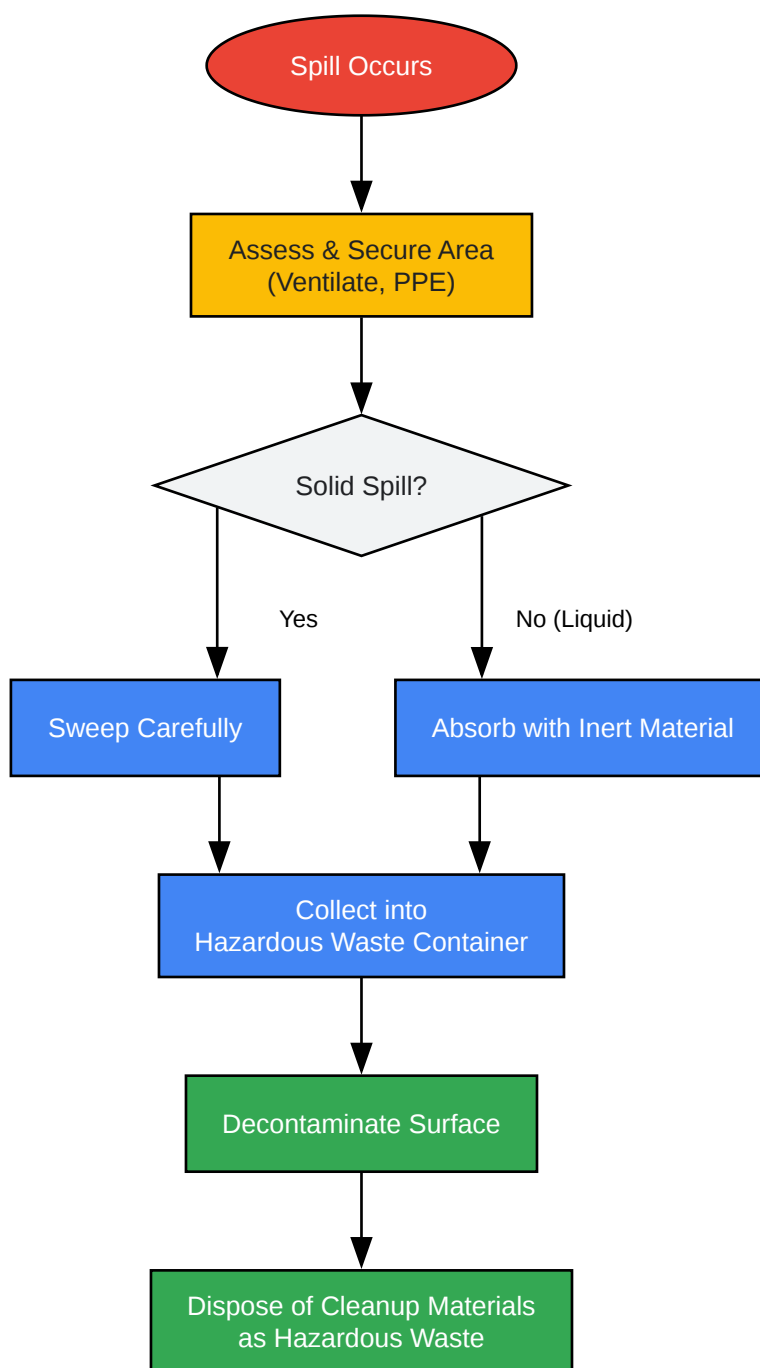 Spill Occurs
Assess & Secure Area
(Ventilate, PPE)
Solid Spill?
Yes
No (Liquid)
Sweep Carefully
Absorb with Inert Material
Collect into
Hazardous Waste Container
Decontaminate Surface
Dispose of Cleanup Materials
as Hazardous Waste